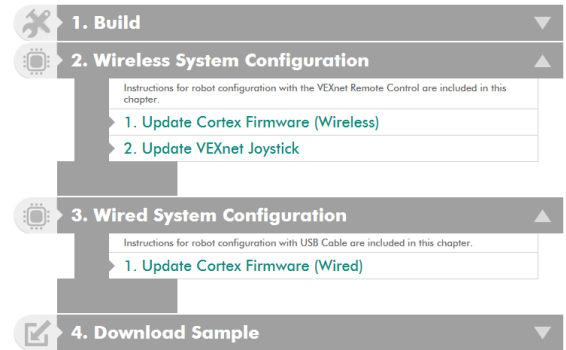 1. Build
2. Wireless System Configuration
Instructions for robot configuration with the VEXnet Remote Control are included in this
chapter.
1. Update Cortex Firmware (Wireless)
2. Update VEXnet Joystick
3. Wired System Configuration
Instructions for robot configuration with USB Cable are included in this chapter.
1. Update Cortex Firmware (Wired)
4. Download Sample